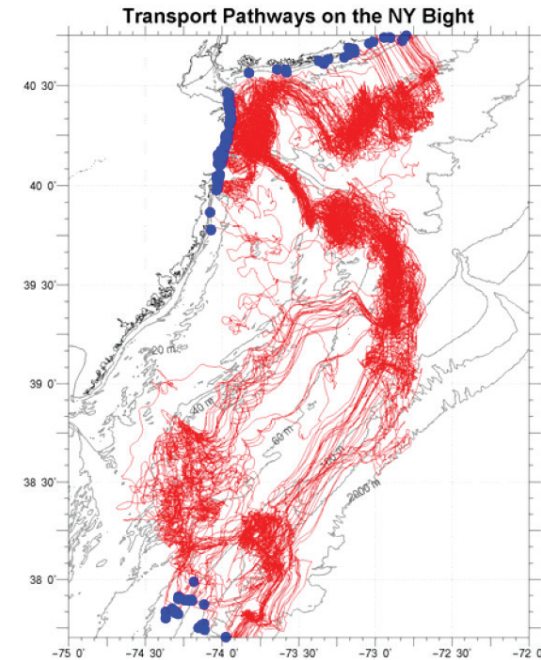 Transport Pathways on the NY Bight
40 30'
40 0'
39 30'
39 0'
38 30'
38 0'
20 m
40 m
60 m
2000 m
-75 0'
-74 30'
-74 0'
-73 30'
-73 0'
-72 30'
-72 0'